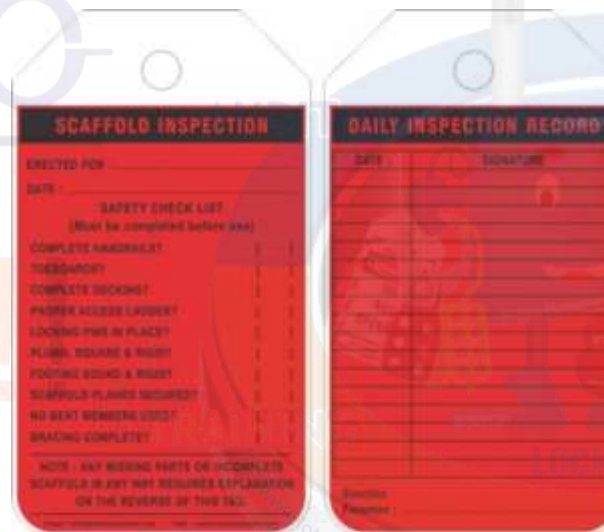 SCAFFOLD INSPECTION
ERECTED FOR
DATE
SAFETY CHECK LIST
(Must be completed before use)
COMPLETE HANDRAILS?
TOEBOARDS?
COMPLETE DECKING?
PROPER ACCESS LADDER?
LOCKING PINS IN PLACE?
PLUMB, SQUARE & RIGID?
FOOTING SOUND & RIGID?
SCAFFOLD PLANKS SECURED?
NO BENT MEMBERS USED?
BRACING COMPLETE?
NOTE : ANY MISSING PARTS OR INCOMPLETE
SCAFFOLD IN ANY WAY REQUIRES EXPLANATION
ON THE REVERSE OF THIS TAG.
DAILY INSPECTION RECORD
DATE SIGNATURE